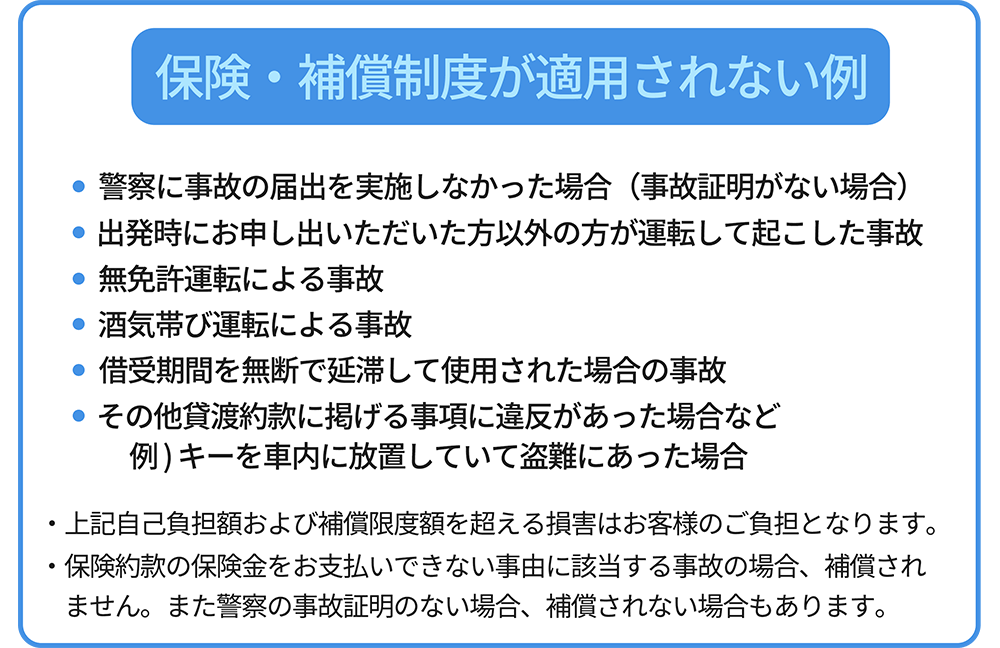 保険・補償制度が適用されない例
● 警察に事故の届出を実施しなかった場合（事故証明がない場合）
● 出発時にお申し出いただいた方以外の方が運転して起こした事故
● 無免許運転による事故
● 酒気帯び運転による事故
● 借受期間を無断で延滞して使用された場合の事故
● その他貸渡約款に掲げる事項に違反があった場合など
例) キーを車内に放置していて盗難にあった場合
・上記自己負担額および補償限度額を超える損害はお客様のご負担となります。
・保険約款の保険金をお支払いできない事由に該当する事故の場合、補償され
ません。また警察の事故証明のない場合、補償されない場合もあります。